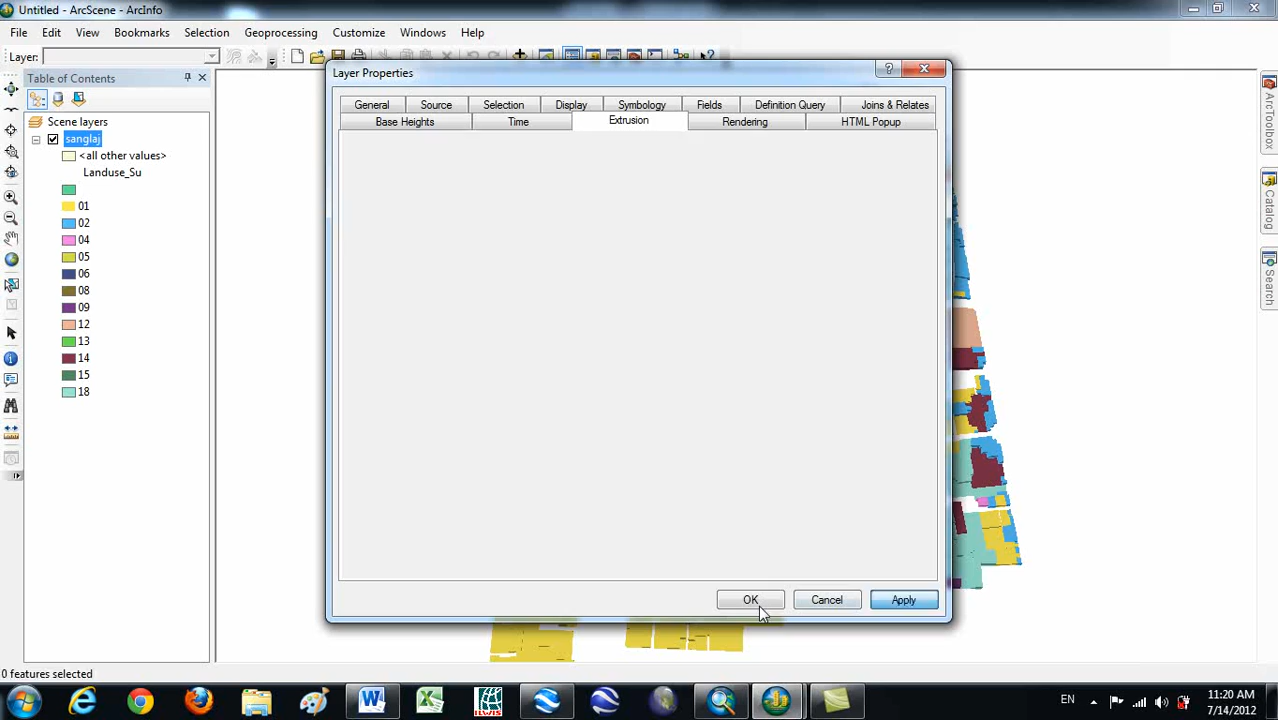 Untitled - ArcScene - ArcInfo
File Edit View Bookmarks Selection Geoprocessing Customize Windows Help
Layer:
Table of Contents
Scene layers
sanglaj
<all other values>
Landuse_Su
01
02
04
05
06
08
09
12
13
14
15
18
Layer Properties
General Source Selection Display Symbology Fields Definition Query Joins & Relates
Base Heights Time Extrusion Rendering HTML Popup
OK Cancel Apply
ArcToolbox
Catalog
Search
0 features selected
ILWIS
EN
11:20 AM
7/14/2012